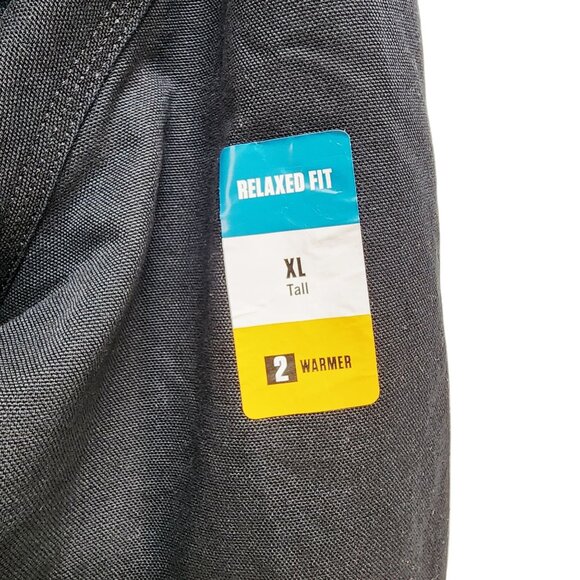 RELAXED FIT
XL
Tall
2 WARMER